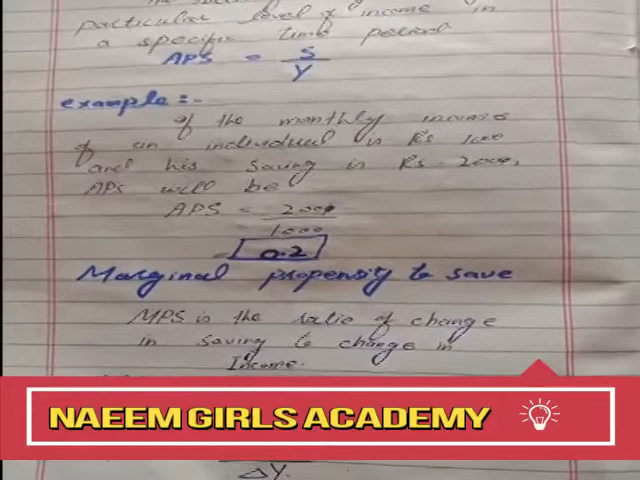 particular level of income in
a specific time period
APS = S
Y
example:-
If the monthly income
of an individual is Rs 1000
and his saving is Rs 2000,
APS will be
APS = 2000
1000
= 0.2
Marginal propensity to save
MPS is the ratio of change
in saving to change in
Income.
NAEEM GIRLS ACADEMY
ΔY.